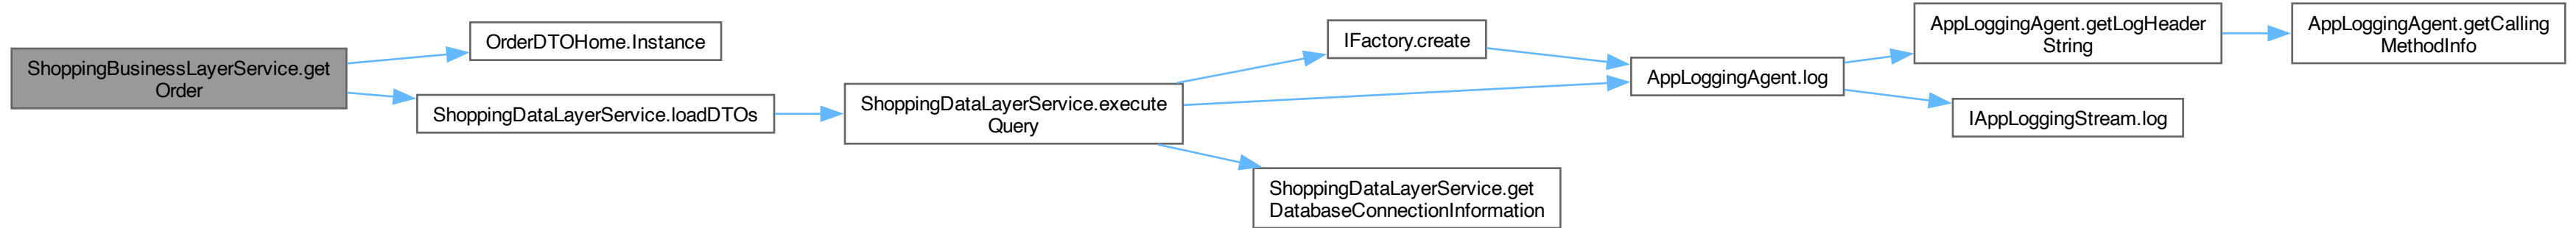 ShoppingBusinessLayerService.get
Order
OrderDTOHome.Instance
ShoppingDataLayerService.loadDTOs
ShoppingDataLayerService.execute
Query
IFactory.create
ShoppingDataLayerService.get
DatabaseConnectionInformation
AppLoggingAgent.log
AppLoggingAgent.getLogHeader
String
IAppLoggingStream.log
AppLoggingAgent.getCalling
MethodInfo